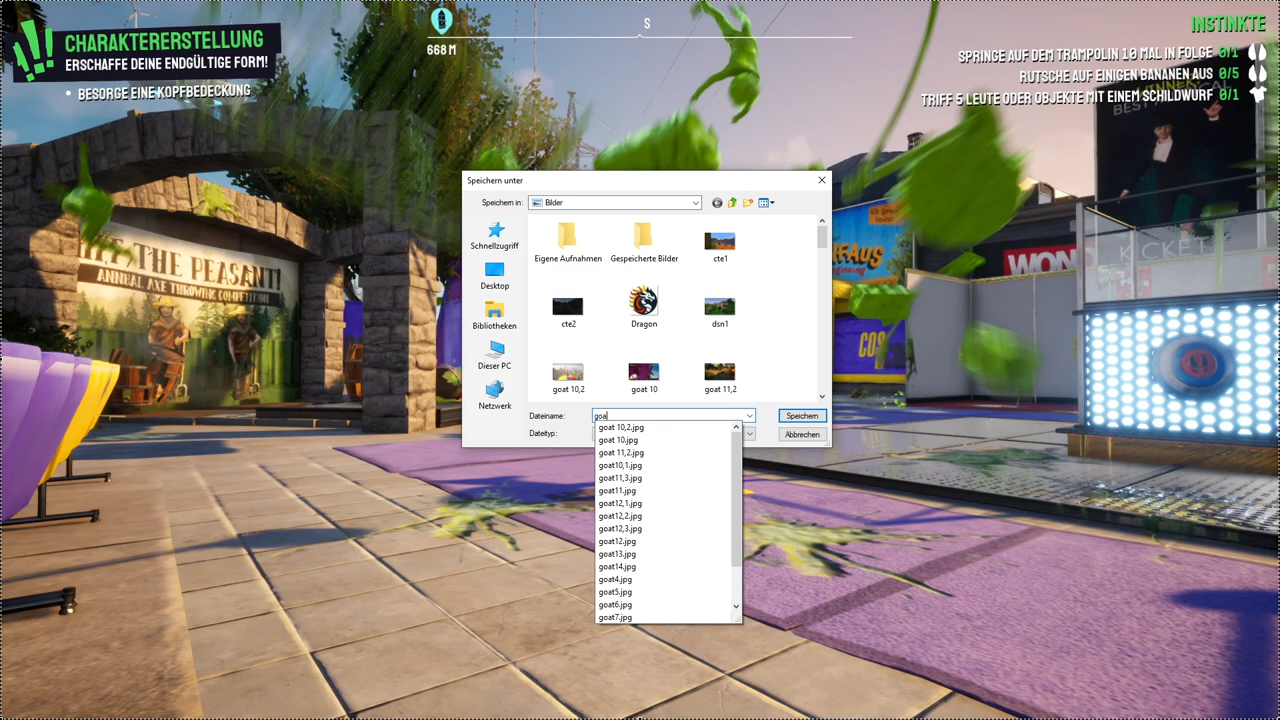 CHARAKTERERSTELLUNG
ERSCHAFFE DEINE ENDGÜLTIGE FORM!
• BESORGE EINE KOPFBEDECKUNG
S
668 M
INSTINKTE
SPRINGE AUF DEM TRAMPOLIN 10 MAL IN FOLGE 0/1
RUTSCHE AUF EINIGEN BANANEN AUS 0/5
TRIFF 5 LEUTE ODER OBJEKTE MIT EINEM SCHILDWURF 0/1
THE PEASANT!
ANNUAL AXE THROWING COMPETITION
WON
KICKET
COS
Speichern unter
Speichern in: Bilder
Schnellzugriff
Desktop
Bibliotheken
Dieser PC
Netzwerk
Eigene Aufnahmen
Gespeicherte Bilder
cte1
cte2
Dragon
dsn1
goat 10,2
goat 10
goat 11,2
Dateiname: goa
Speichern
Dateityp:
Abbrechen
goat 10,2.jpg
goat 10.jpg
goat 11,2.jpg
goat10,1.jpg
goat11,3.jpg
goat11.jpg
goat12,1.jpg
goat12,2.jpg
goat12,3.jpg
goat12.jpg
goat13.jpg
goat14.jpg
goat4.jpg
goat5.jpg
goat6.jpg
goat7.jpg